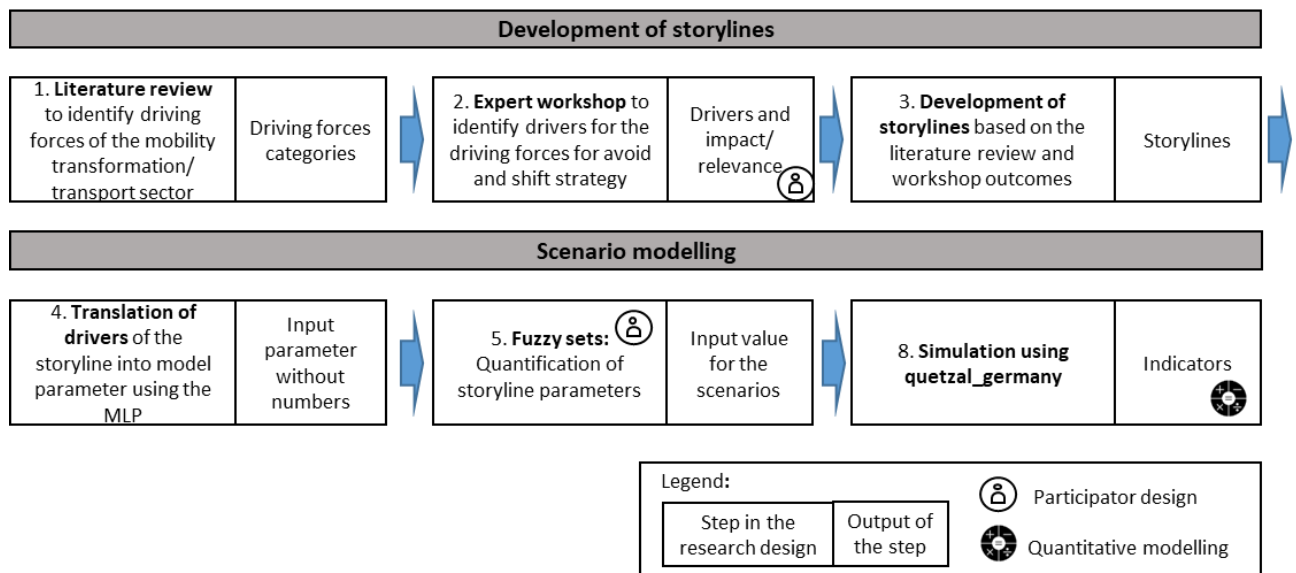 Development of storylines
1. Literature review
to identify driving
forces of the mobility
transformation/
transport sector
Driving forces
categories
2. Expert workshop to
identify drivers for the
driving forces for avoid
and shift strategy
Drivers and
impact/
relevance
3. Development of
storylines based on the
literature review and
workshop outcomes
Storylines
Scenario modelling
4. Translation of
drivers of the
storyline into model
parameter using the
MLP
Input
parameter
without
numbers
5. Fuzzy sets:
Quantification of
storyline parameters
Input value
for the
scenarios
8. Simulation using
quetzal_germany
Indicators
Legend:
Step in the
research design
Output of
the step
Participator design
Quantitative modelling